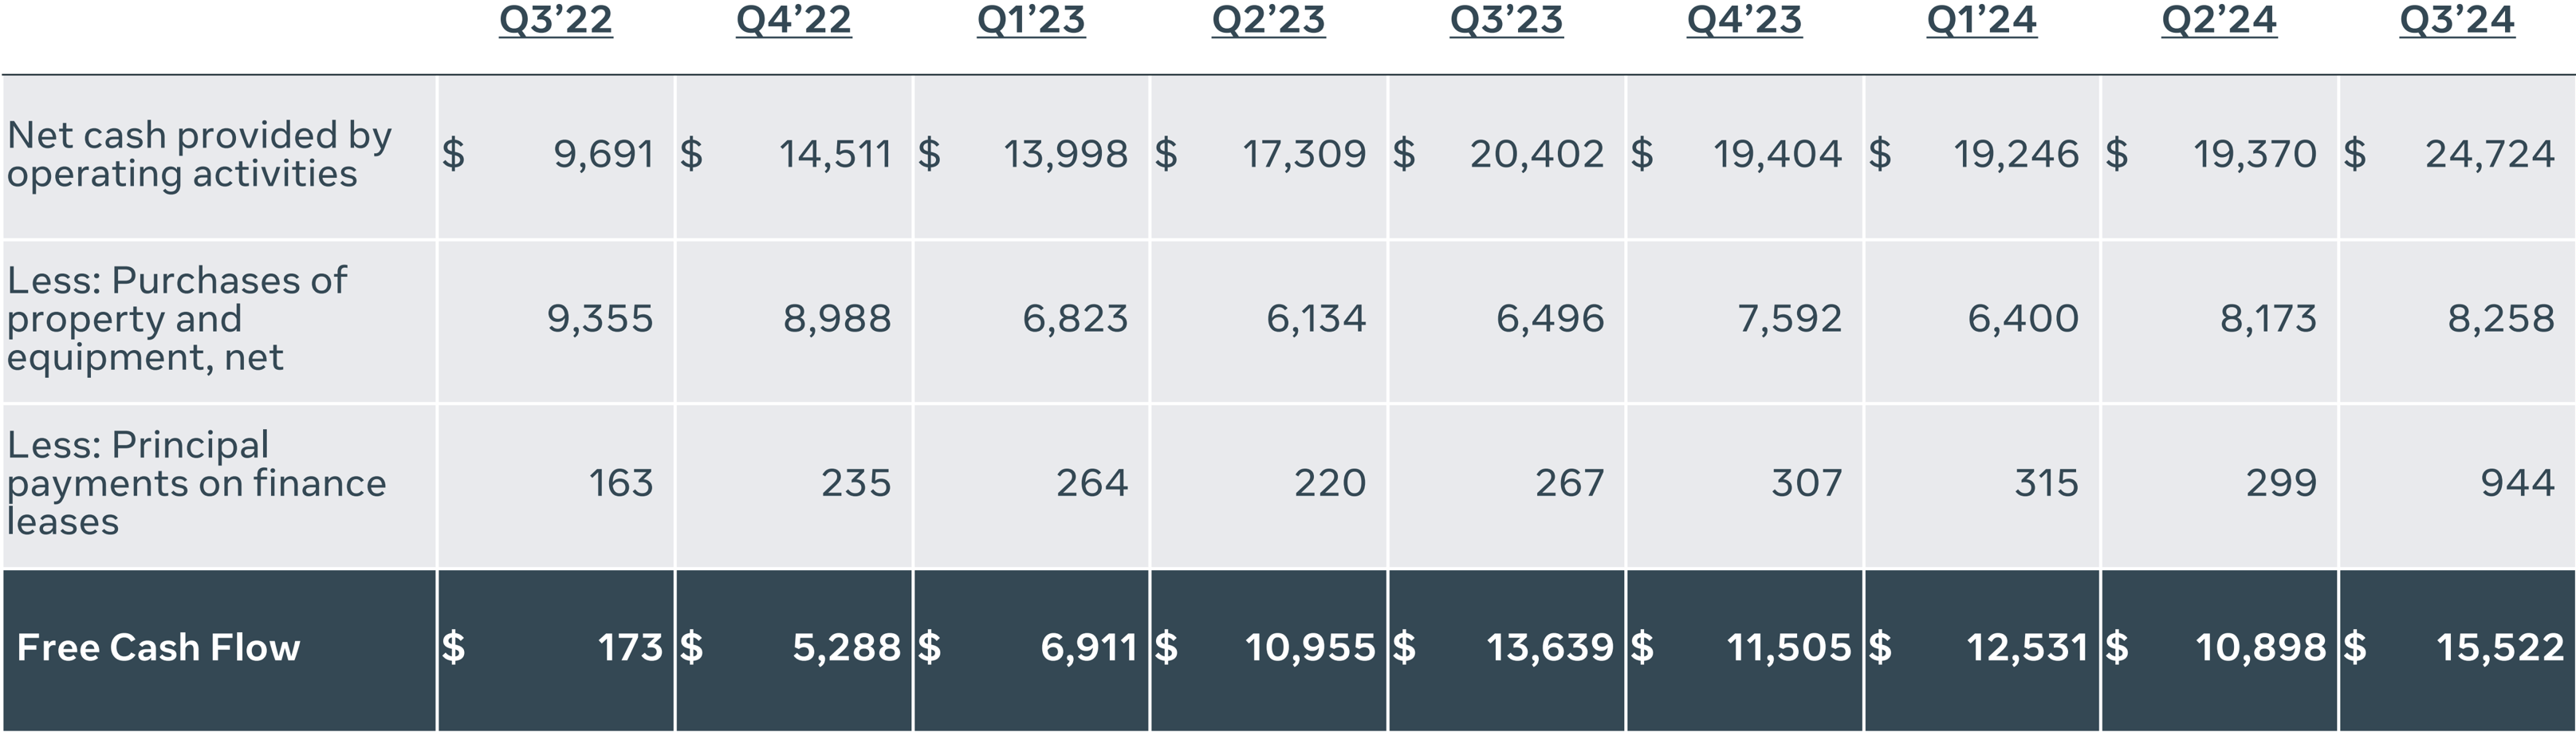 Q3’22 Q4’22 Q1’23 Q2’23 Q3’23 Q4’23 Q1’24 Q2’24 Q3’24
Net cash provided by
operating activities
$ 9,691 $ 14,511 $ 13,998 $ 17,309 $ 20,402 $ 19,404 $ 19,246 $ 19,370 $ 24,724
Less: Purchases of
property and
equipment, net
9,355 8,988 6,823 6,134 6,496 7,592 6,400 8,173 8,258
Less: Principal
payments on finance
leases
163 235 264 220 267 307 315 299 944
Free Cash Flow $ 173 $ 5,288 $ 6,911 $ 10,955 $ 13,639 $ 11,505 $ 12,531 $ 10,898 $ 15,522